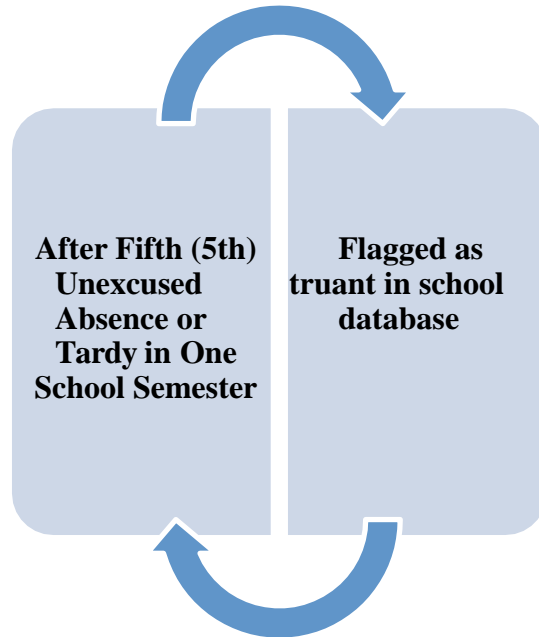 After Fifth (5th)
Unexcused
Absence or
Tardy in One
School Semester
Flagged as
truant in school
database